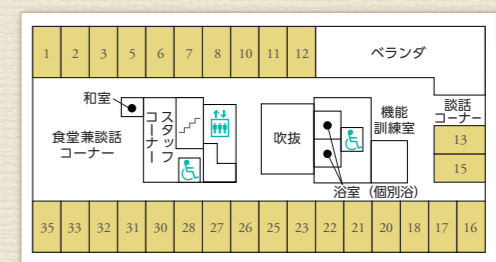 1 2 3 5 6 7 8 10 11 12
ベランダ
和室
スタッフ
コーナー
食堂兼談話
コーナー
吹抜
機能
訓練室
談話
コーナー
13
15
浴室（個別浴）
35 33 32 31 30 28 27 26 25 23 22 21 20 18 17 16